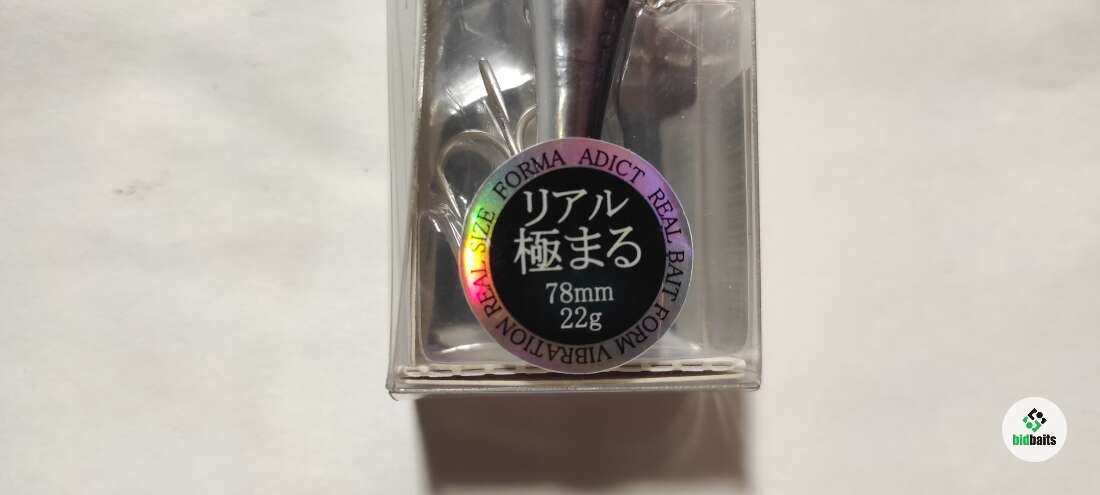 FORMA ADICT REAL BAIT FORM VIBRATION REAL SIZE
リアル
極まる
78mm
22g
bidbaits